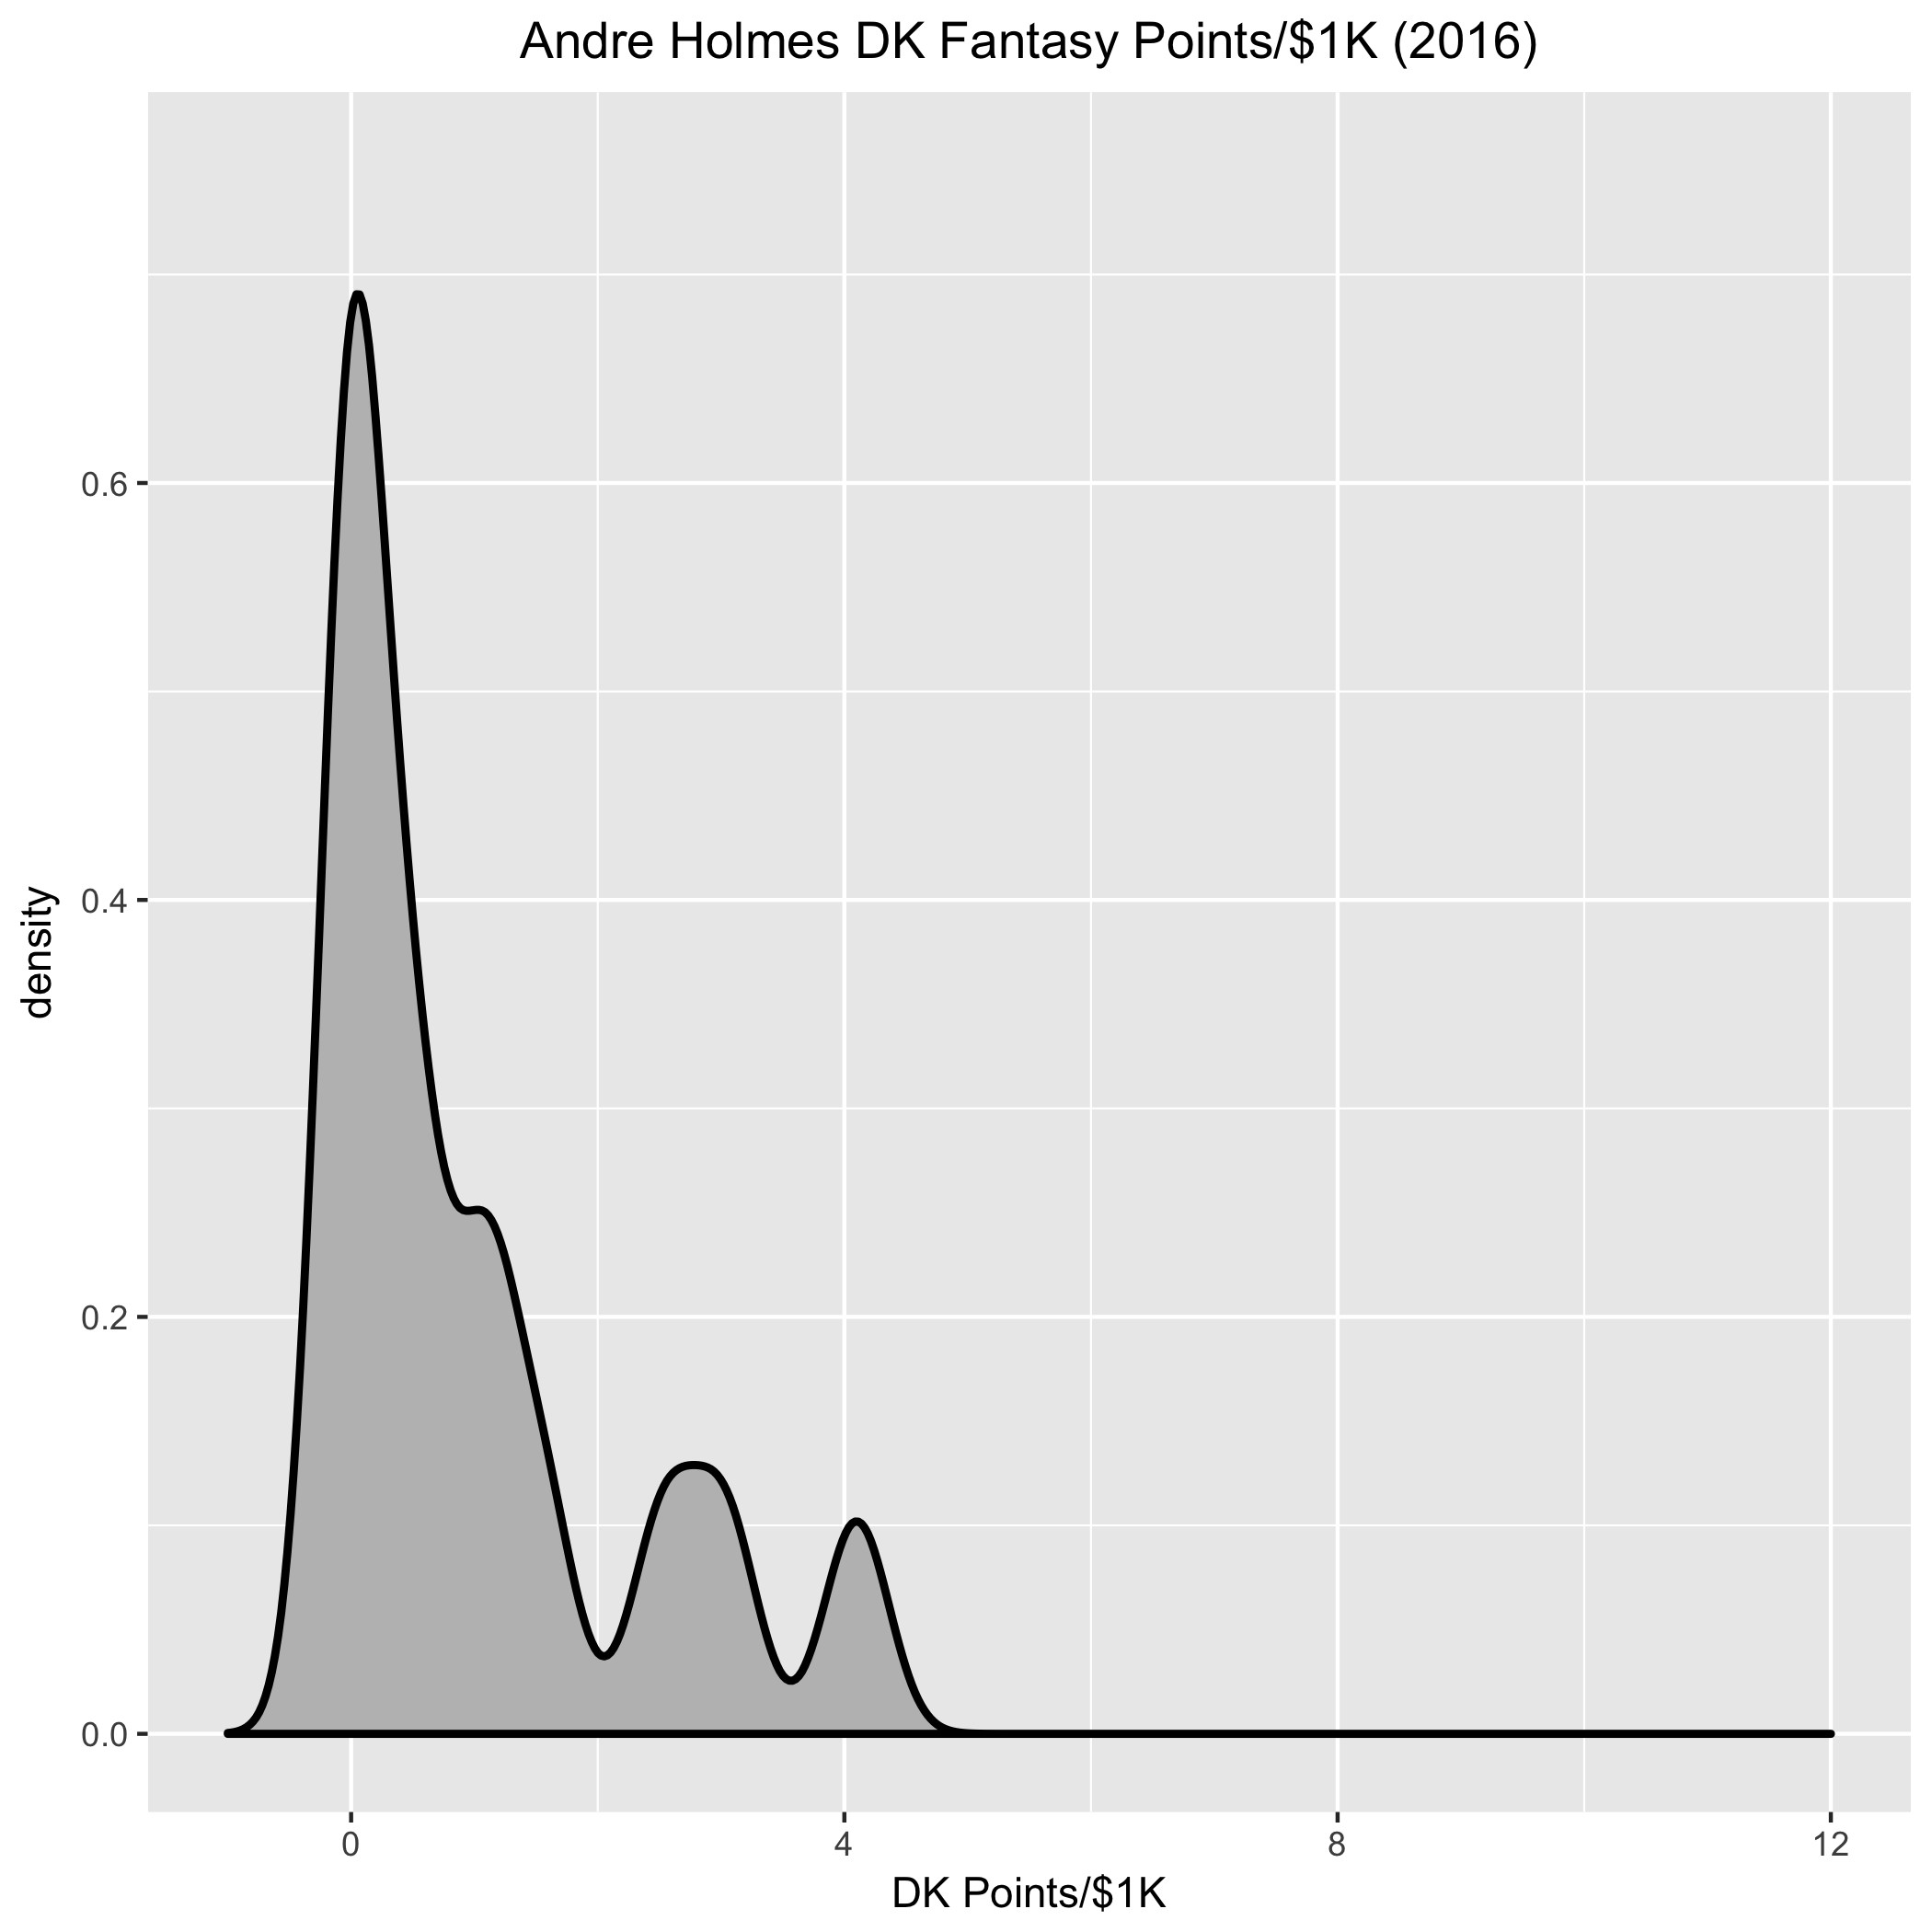 Andre Holmes DK Fantasy Points/$1K (2016)
density
0.6
0.4
0.2
0.0
0 4 8 12
DK Points/$1K